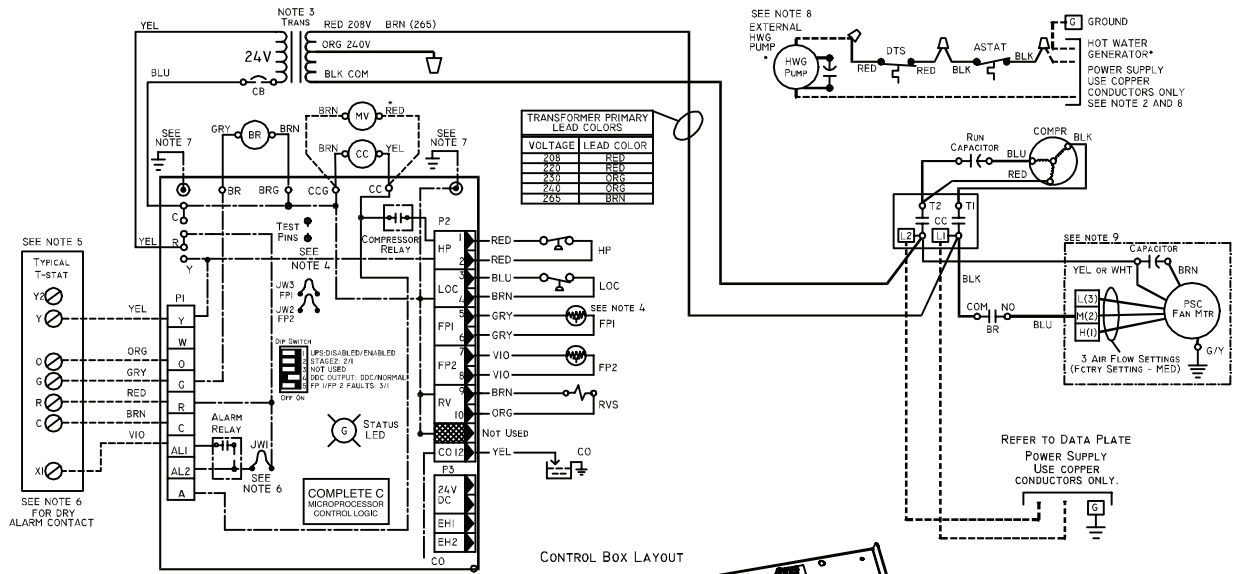 NOTE 3
TRANS
YEL
RED 208V
BRN (265)
ORG 240V
24V
BLK COM
BLU
CB
SEE NOTE 8
EXTERNAL
HWG
PUMP
*
HWG
PUMP
RED
DTS
RED
BLK
ASTAT
BLK
G
GROUND
HOT WATER
GENERATOR*
POWER SUPPLY
USE COPPER
CONDUCTORS ONLY
SEE NOTE 2 AND 8
BRN
MV
*
RED
GRY
BR
BRN
BRN
CC
YEL
SEE
NOTE 7
SEE
NOTE 7
TRANSFORMER PRIMARY
LEAD COLORS
VOLTAGE
LEAD COLOR
208
RED
220
RED
230
ORG
240
ORG
265
BRN
RUN
CAPACITOR
BLU
COMPR
BLK
RED
T2
T1
CC
L2
L1
BR
BRG
CCG
CC
C
R
YEL
Y
TEST
PINS
SEE
NOTE 4
COMPRESSOR
RELAY
JW3
FP1
JW2
FP2
SEE NOTE 5
TYPICAL
T-STAT
Y2
Y
O
G
R
C
X1
SEE NOTE 6
FOR DRY
ALARM CONTACT
YEL
ORG
GRY
RED
BRN
VIO
P1
Y
W
O
G
R
C
AL1
AL2
A
DIP SWITCH
1 UPS:DISABLED/ENABLED
2 STAGE2: 2/1
3 NOT USED
4 DDC OUTPUT: DDC/NORMAL
5 FP 1/FP 2 FAULTS: 3/1
OFF ON
ALARM
RELAY
JW1
SEE
NOTE 6
G
STATUS
LED
COMPLETE C
MICROPROCESSOR
CONTROL LOGIC
P2
HP
1
RED
2
RED
HP
LOC
3
BLU
4
BRN
LOC
FP1
5
GRY
SEE NOTE 4
6
GRY
FP1
FP2
7
VIO
8
VIO
FP2
RV
9
BRN
10
ORG
RVS
NOT USED
CO 12
YEL
CO
P3
24V
DC
EH1
EH2
CO
SEE NOTE 9
CAPACITOR
YEL OR WHT
BRN
BLK
L(3)
M(2)
H(1)
PSC
FAN MTR
COM
NO
BR
BLU
G/Y
3 AIR FLOW SETTINGS
(FCTRY SETTING - MED)
REFER TO DATA PLATE
POWER SUPPLY
USE COPPER
CONDUCTORS ONLY.
G
CONTROL BOX LAYOUT